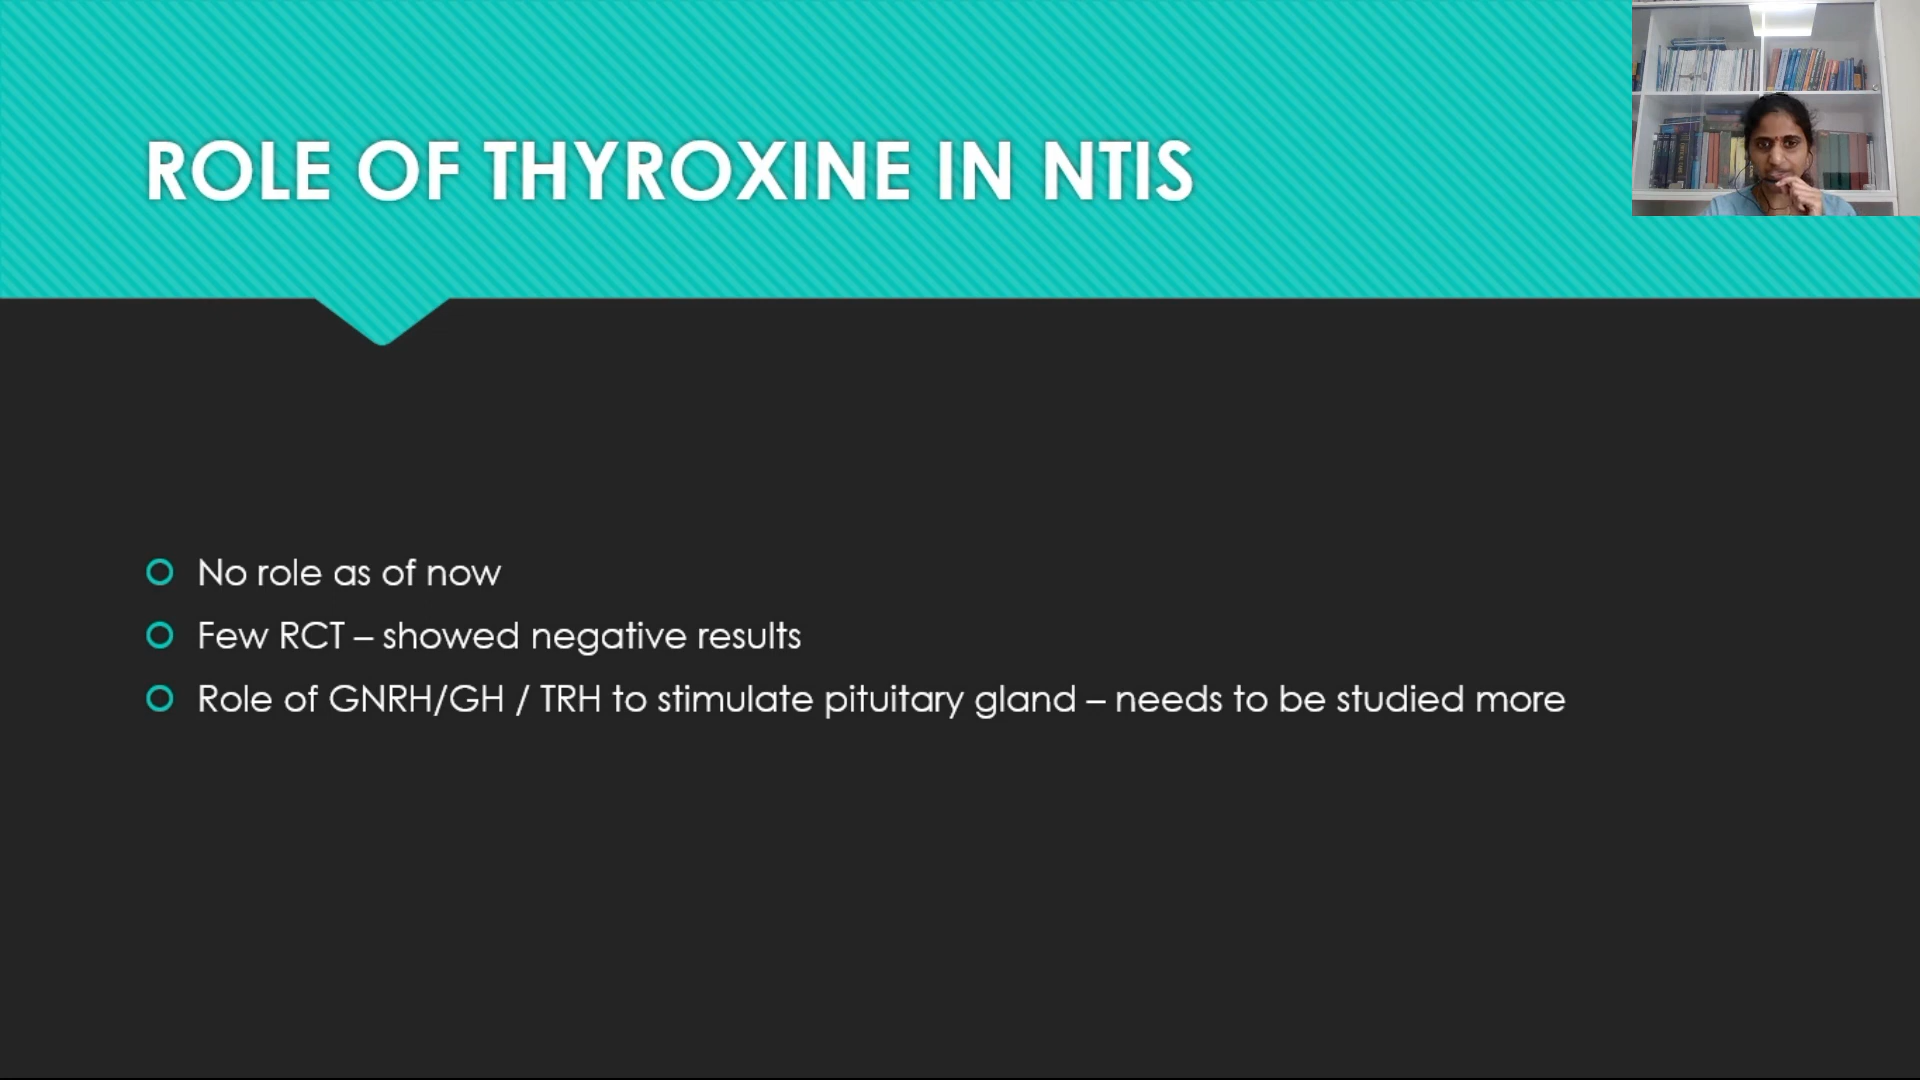 ROLE OF THYROXINE IN NTIS
No role as of now
Few RCT – showed negative results
Role of GNRH/GH / TRH to stimulate pituitary gland – needs to be studied more